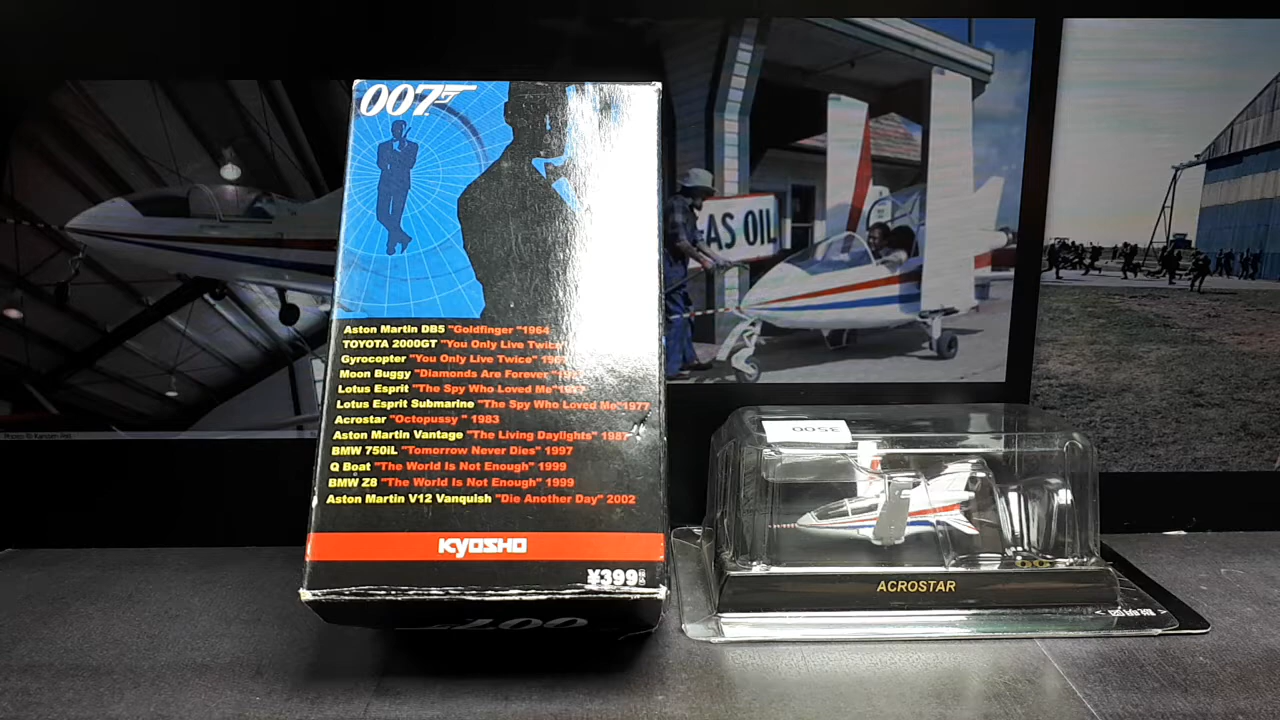 007
Aston Martin DB5 "Goldfinger "1964
TOYOTA 2000GT "You Only Live Twice
Gyrocopter "You Only Live Twice"
Moon Buggy "Diamonds Are Forever
Lotus Esprit "The Spy Who Loved Me"
Lotus Esprit Submarine "The Spy Who Loved Me"1977
Acrostar "Octopussy " 1983
Aston Martin Vantage "The Living Daylights" 1987
BMW 750iL "Tomorrow Never Dies" 1997
Q Boat "The World Is Not Enough" 1999
BMW Z8 "The World Is Not Enough" 1999
Aston Martin V12 Vanquish "Die Another Day" 2002
KYOSHO
¥399
007
AS OIL
3500
ACROSTAR